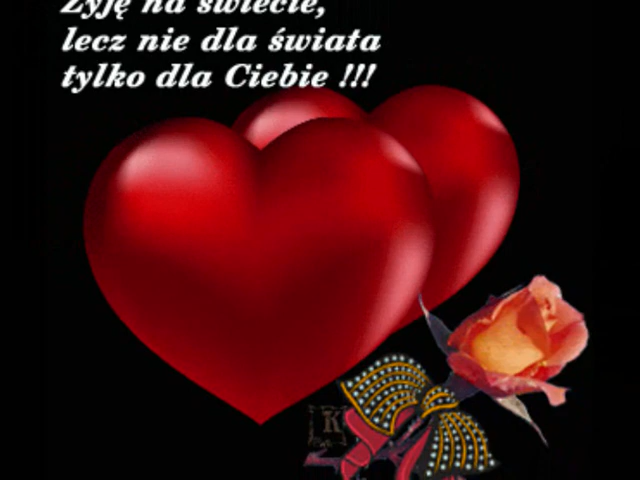 Żyję na świecie,
lecz nie dla świata
tylko dla Ciebie !!!
K